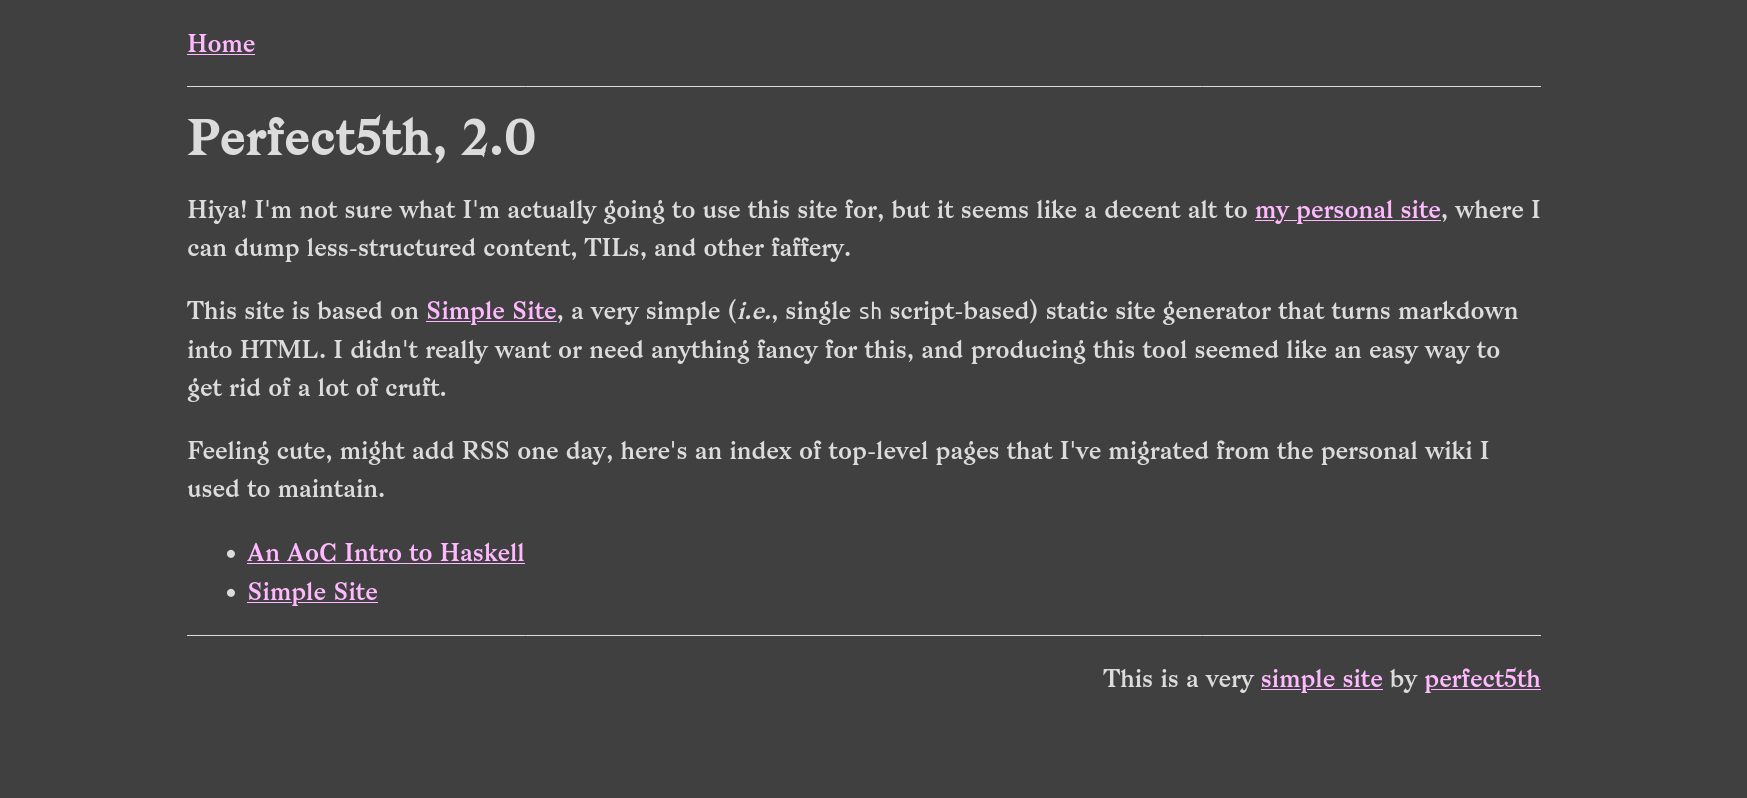 Home
Perfect5th, 2.0
Hiya! I'm not sure what I'm actually going to use this site for, but it seems like a decent alt to my personal site, where I
can dump less-structured content, TILs, and other faffery.
This site is based on Simple Site, a very simple (i.e., single sh script-based) static site generator that turns markdown
into HTML. I didn't really want or need anything fancy for this, and producing this tool seemed like an easy way to
get rid of a lot of cruft.
Feeling cute, might add RSS one day, here's an index of top-level pages that I've migrated from the personal wiki I
used to maintain.
• An AoC Intro to Haskell
• Simple Site
This is a very simple site by perfect5th